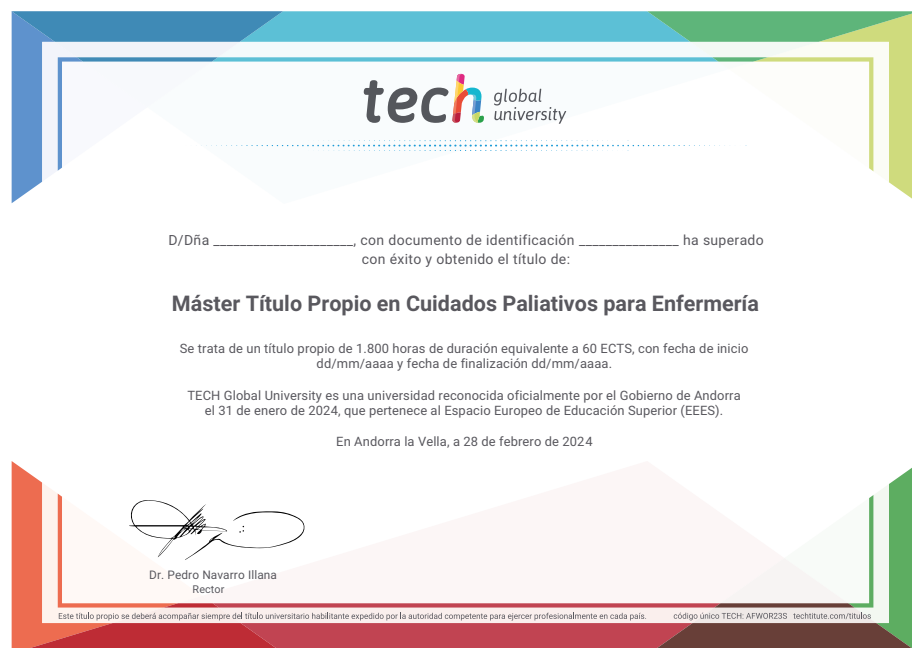 tech global university
D/Dña _____________________, con documento de identificación _______________ ha superado
con éxito y obtenido el título de:
Máster Título Propio en Cuidados Paliativos para Enfermería
Se trata de un título propio de 1.800 horas de duración equivalente a 60 ECTS, con fecha de inicio
dd/mm/aaaa y fecha de finalización dd/mm/aaaa.
TECH Global University es una universidad reconocida oficialmente por el Gobierno de Andorra
el 31 de enero de 2024, que pertenece al Espacio Europeo de Educación Superior (EEES).
En Andorra la Vella, a 28 de febrero de 2024
Dr. Pedro Navarro Illana
Rector
Este título propio se deberá acompañar siempre del título universitario habilitante expedido por la autoridad competente para ejercer profesionalmente en cada país. código único TECH: AFWOR23S techtitute.com/titulos